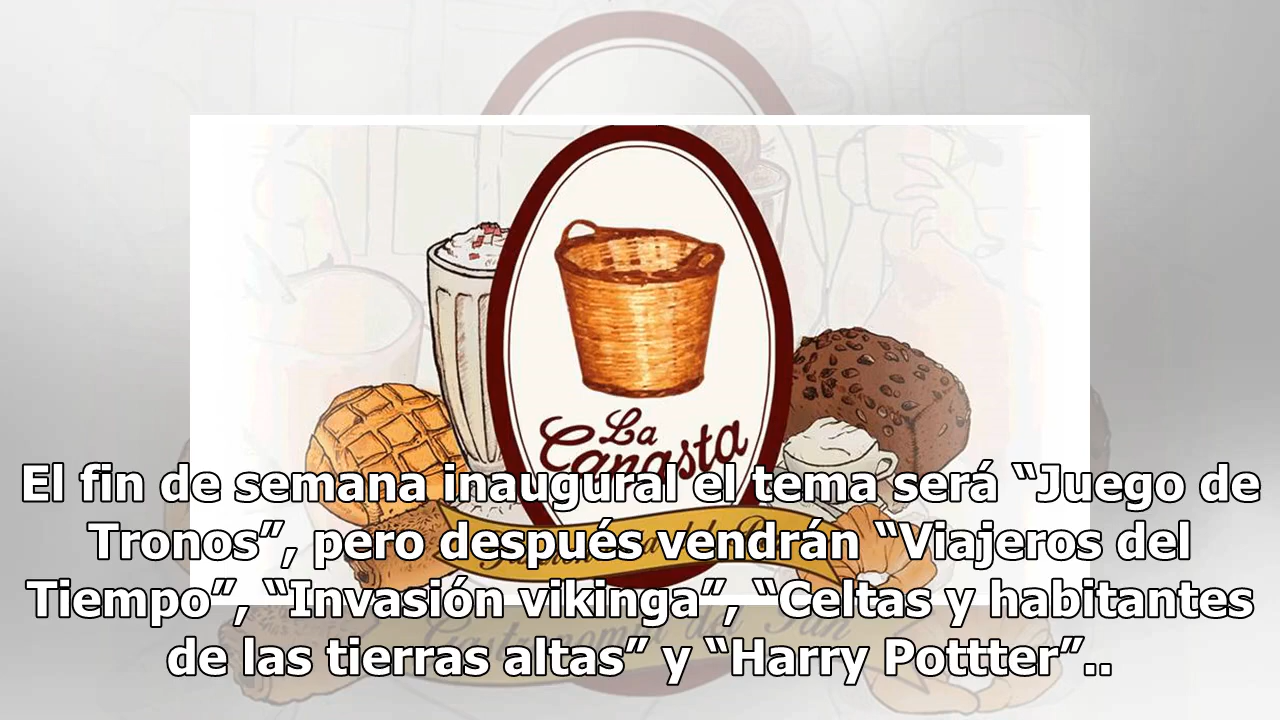 La
Canasta
El fin de semana inaugural el tema será “Juego de
Tronos”, pero después vendrán “Viajeros del
Tiempo”, “Invasión vikinga”, “Celtas y habitantes
de las tierras altas” y “Harry Pottter”..